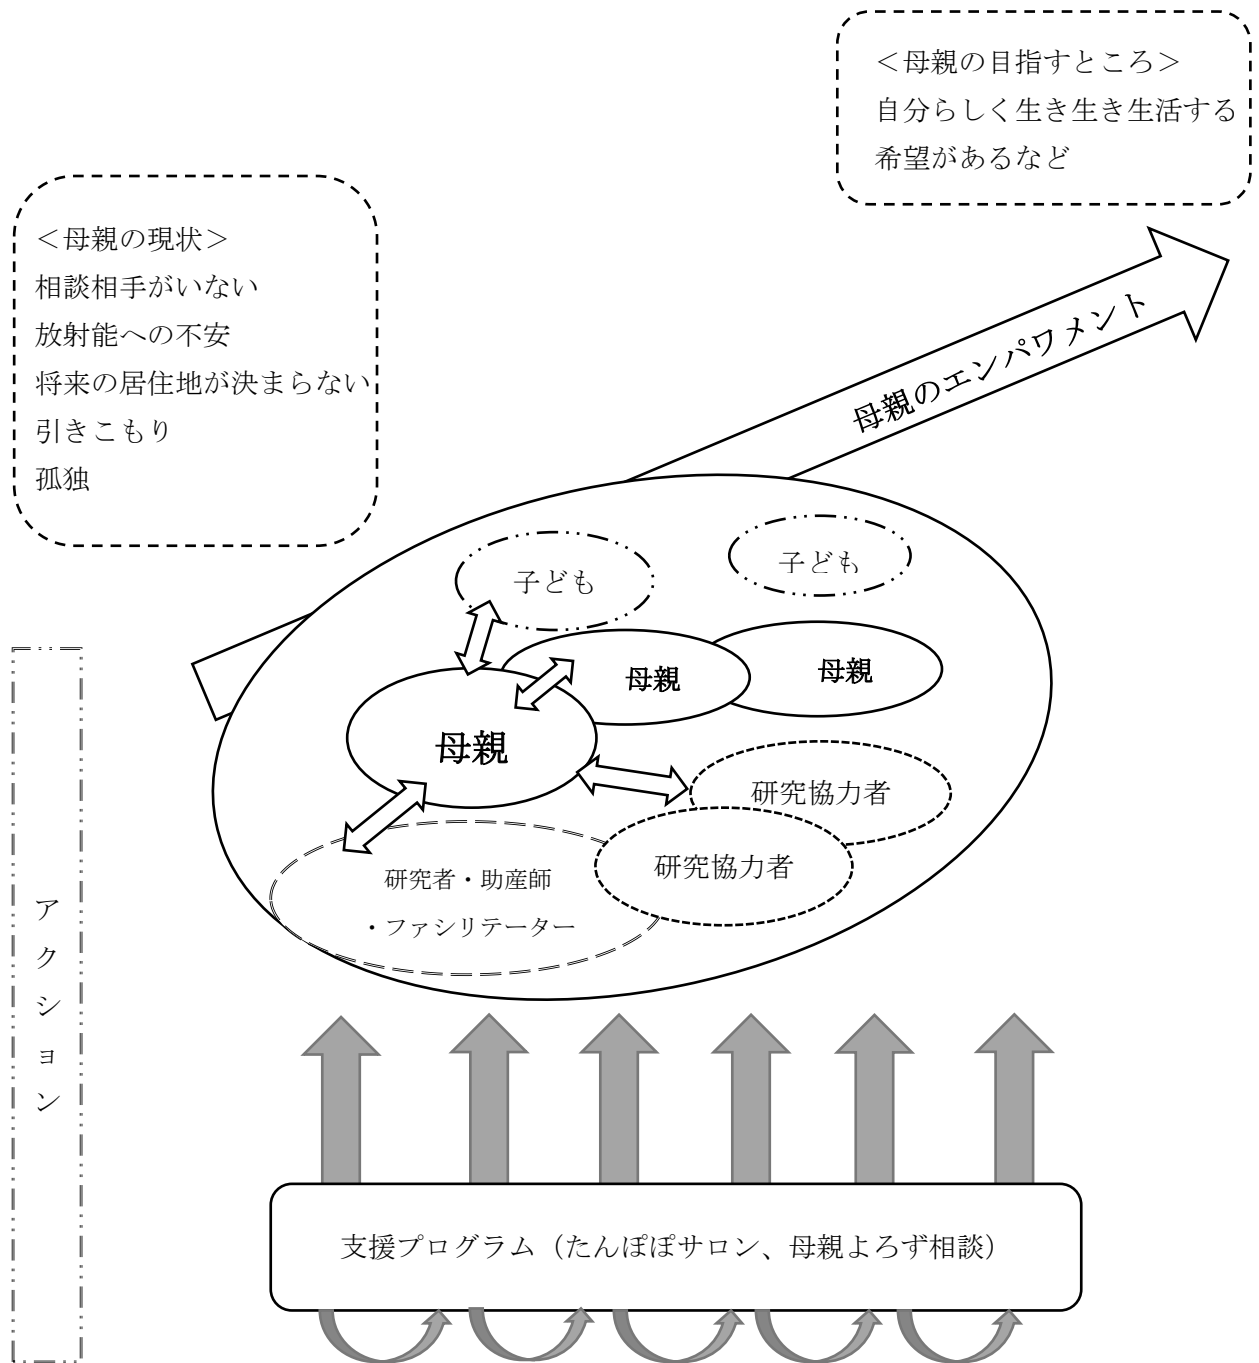 ＜母親の目指すところ＞
自分らしく生き生き生活する
希望があるなど
＜母親の現状＞
相談相手がいない
放射能への不安
将来の居住地が決まらない
引きこもり
孤独
母親のエンパワメント
子ども
子ども
母親
母親
母親
研究協力者
研究協力者
研究者・助産師
・ファシリテーター
アクション
支援プログラム（たんぽぽサロン、母親よろず相談）